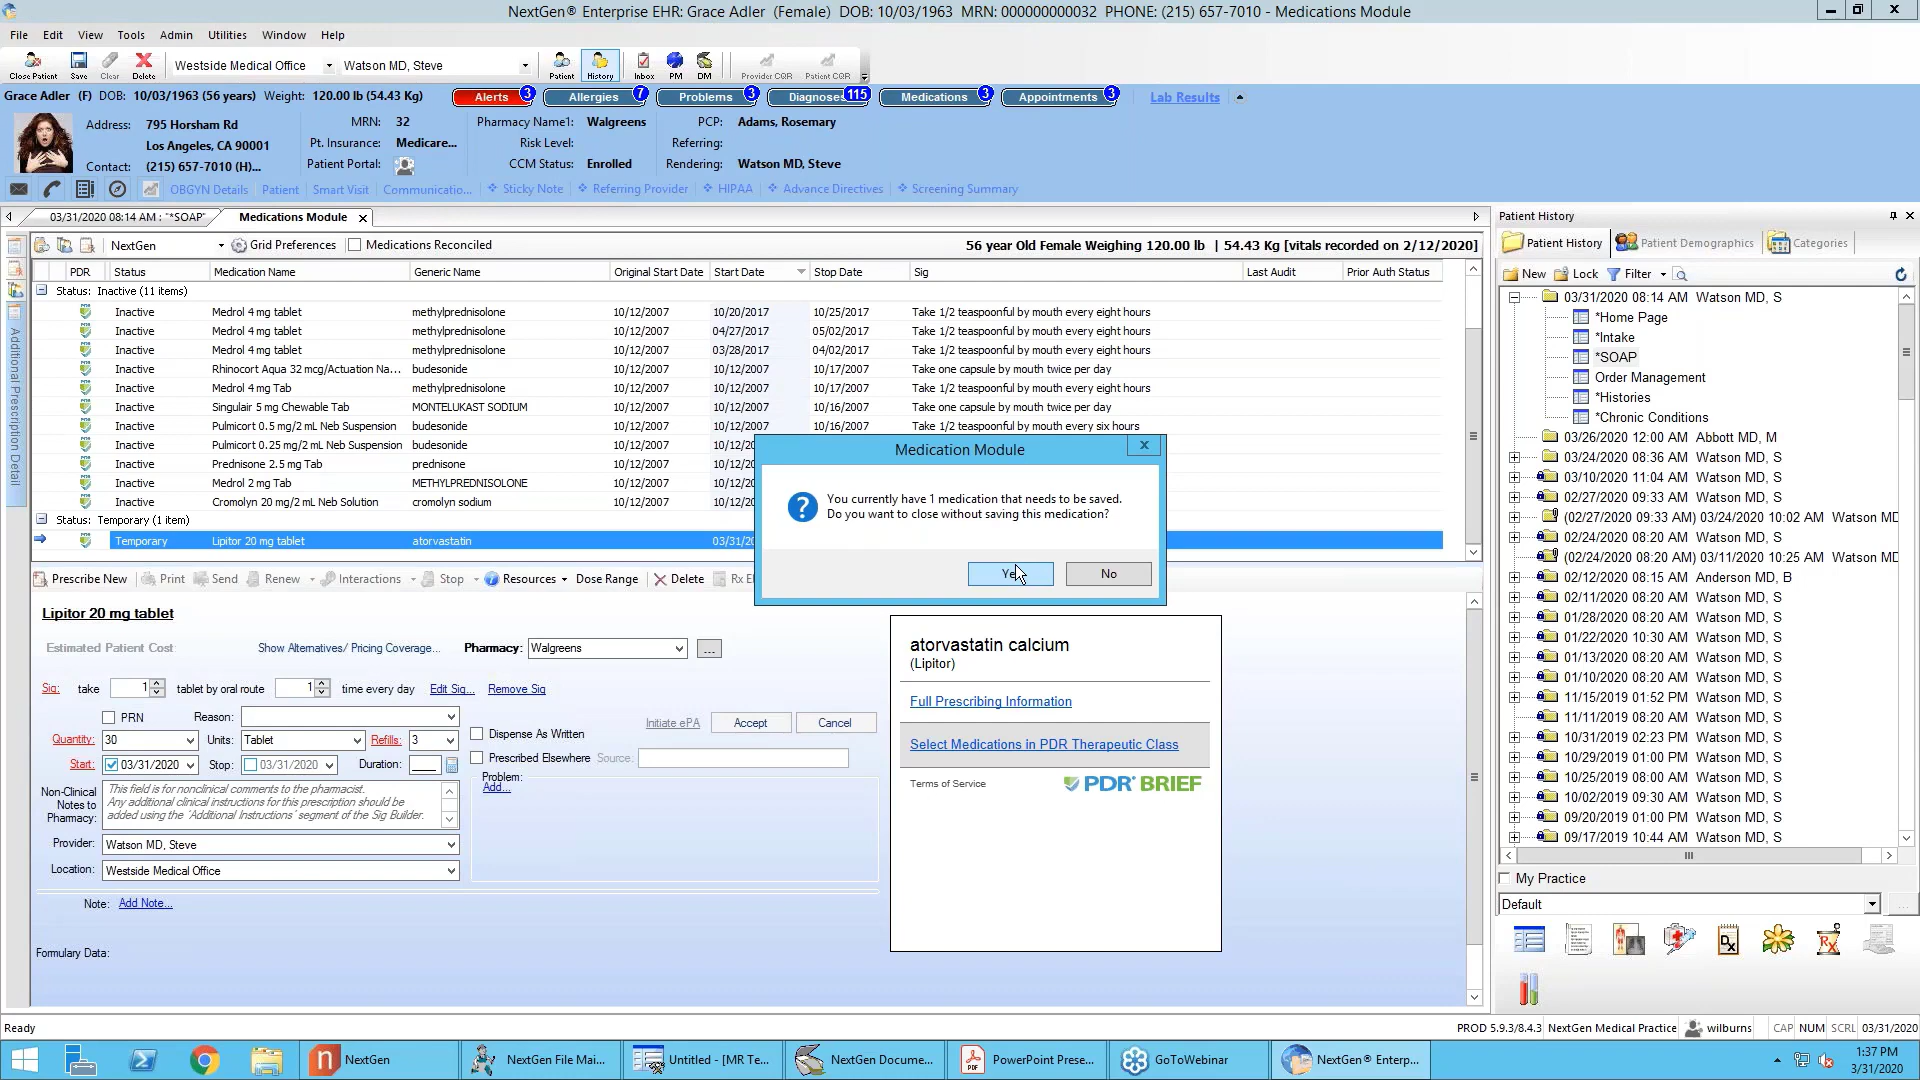 NextGen® Enterprise EHR: Grace Adler (Female) DOB: 10/03/1963 MRN: 000000000032 PHONE: (215) 657-7010 - Medications Module
File Edit View Tools Admin Utilities Window Help
Close Patient Save Clear Delete Westside Medical Office Watson MD, Steve Patient History Inbox PM DM Provider CQR Patient CQR
Grace Adler (F) DOB: 10/03/1963 (56 years) Weight: 120.00 lb (54.43 Kg) Alerts 3 Allergies 7 Problems 3 Diagnoses 115 Medications 3 Appointments 3 Lab Results
Address: 795 Horsham Rd MRN: 32 Pharmacy Name1: Walgreens PCP: Adams, Rosemary
Los Angeles, CA 90001 Pt. Insurance: Medicare... Risk Level: Referring:
Contact: (215) 657-7010 (H)... Patient Portal: CCM Status: Enrolled Rendering: Watson MD, Steve
OBGYN Details Patient Smart Visit Communicatio... Sticky Note Referring Provider HIPAA Advance Directives Screening Summary
03/31/2020 08:14 AM : "*SOAP" Medications Module
NextGen Grid Preferences Medications Reconciled 56 year Old Female Weighing 120.00 lb | 54.43 Kg [vitals recorded on 2/12/2020]
PDR Status Medication Name Generic Name Original Start Date Start Date Stop Date Sig Last Audit Prior Auth Status
Status: Inactive (11 items)
Inactive Medrol 4 mg tablet methylprednisolone 10/12/2007 10/20/2017 10/25/2017 Take 1/2 teaspoonful by mouth every eight hours
Inactive Medrol 4 mg tablet methylprednisolone 10/12/2007 04/27/2017 05/02/2017 Take 1/2 teaspoonful by mouth every eight hours
Inactive Medrol 4 mg tablet methylprednisolone 10/12/2007 03/28/2017 04/02/2017 Take 1/2 teaspoonful by mouth every eight hours
Inactive Rhinocort Aqua 32 mcg/Actuation Na... budesonide 10/12/2007 10/12/2007 10/17/2007 Take one capsule by mouth twice per day
Inactive Medrol 4 mg Tab methylprednisolone 10/12/2007 10/12/2007 10/17/2007 Take 1/2 teaspoonful by mouth every eight hours
Inactive Singulair 5 mg Chewable Tab MONTELUKAST SODIUM 10/12/2007 10/12/2007 10/16/2007 Take one capsule by mouth twice per day
Inactive Pulmicort 0.5 mg/2 mL Neb Suspension budesonide 10/12/2007 10/12/2007 10/16/2007 Take 1/2 teaspoonful by mouth every six hours
Inactive Pulmicort 0.25 mg/2 mL Neb Suspension budesonide 10/12/2007 10/12/20
Inactive Prednisone 2.5 mg Tab prednisone 10/12/2007 10/12/20
Inactive Medrol 2 mg Tab METHYLPREDNISOLONE 10/12/2007 10/12/20
Inactive Cromolyn 20 mg/2 mL Neb Solution cromolyn sodium 10/12/2007 10/12/20
Status: Temporary (1 item)
Temporary Lipitor 20 mg tablet atorvastatin 03/31/20
Medication Module
You currently have 1 medication that needs to be saved.
Do you want to close without saving this medication?
Yes No
Prescribe New Print Send Renew Interactions Stop Resources Dose Range Delete Rx El
Lipitor 20 mg tablet
Estimated Patient Cost Show Alternatives/ Pricing Coverage... Pharmacy: Walgreens ...
Sig: take 1 tablet by oral route 1 time every day Edit Sig... Remove Sig
PRN Reason: Initiate ePA Accept Cancel
Quantity: 30 Units: Tablet Refills: 3 Dispense As Written
Start: 03/31/2020 Stop: 03/31/2020 Duration: Prescribed Elsewhere Source:
Problem:
Add...
Non-Clinical Notes to Pharmacy:
This field is for nonclinical comments to the pharmacist.
Any additional clinical instructions for this prescription should be
added using the 'Additional Instructions' segment of the Sig Builder.
Provider: Watson MD, Steve
Location: Westside Medical Office
Note: Add Note...
Formulary Data:
atorvastatin calcium
(Lipitor)
Full Prescribing Information
Select Medications in PDR Therapeutic Class
Terms of Service PDR® BRIEF
Additional Prescription Detail
Patient History
Patient History Patient Demographics Categories
New Lock Filter
03/31/2020 08:14 AM Watson MD, S
*Home Page
*Intake
*SOAP
Order Management
*Histories
*Chronic Conditions
03/26/2020 12:00 AM Abbott MD, M
03/24/2020 08:36 AM Watson MD, S
03/10/2020 11:04 AM Watson MD, S
02/27/2020 09:33 AM Watson MD, S
(02/27/2020 09:33 AM) 03/24/2020 10:02 AM Watson MD
02/24/2020 08:20 AM Watson MD, S
(02/24/2020 08:20 AM) 03/11/2020 10:25 AM Watson MD
02/12/2020 08:15 AM Anderson MD, B
02/11/2020 08:20 AM Watson MD, S
01/28/2020 08:20 AM Watson MD, S
01/22/2020 10:30 AM Watson MD, S
01/13/2020 08:20 AM Watson MD, S
01/10/2020 08:20 AM Watson MD, S
11/15/2019 01:52 PM Watson MD, S
11/11/2019 08:20 AM Watson MD, S
10/31/2019 02:23 PM Watson MD, S
10/29/2019 01:00 PM Watson MD, S
10/25/2019 08:00 AM Watson MD, S
10/02/2019 09:30 AM Watson MD, S
09/20/2019 01:00 PM Watson MD, S
09/17/2019 10:44 AM Watson MD, S
My Practice
Default
Dx Rx
Ready PROD 5.9.3/8.4.3 NextGen Medical Practice wilburns CAP NUM SCRL 03/31/2020
NextGen NextGen File Mai... Untitled - [MR Te... NextGen Docume... PowerPoint Prese... GoToWebinar NextGen® Enterp... 1:37 PM
3/31/2020